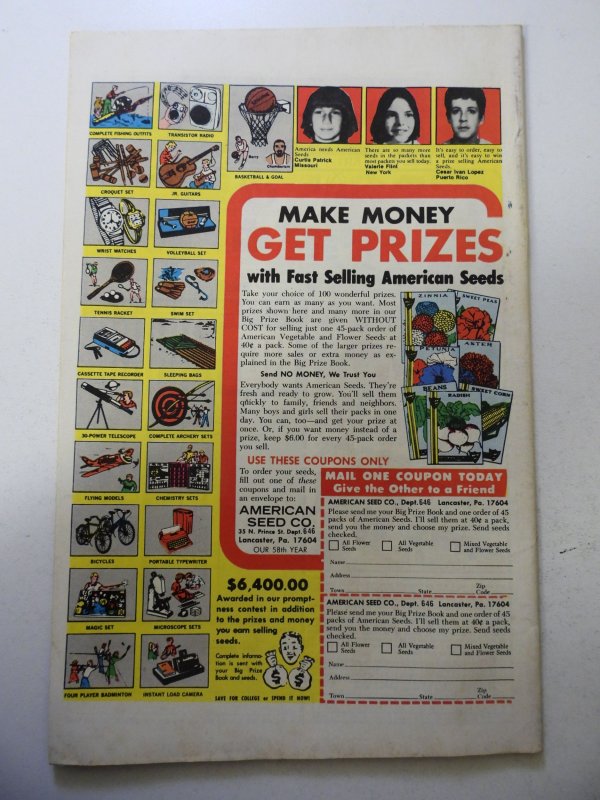 COMPLETE FISHING OUTFITS
TRANSISTOR RADIO
BASKETBALL & GOAL
Barry
Chamberlain
America needs American
Seeds.
Curtis Patrick
Missouri
There are so many more
seeds in the packets than
most packets you sell today.
Valerie Flint
New York
It's easy to order, easy to
sell, and it's easy to win
a prize selling American
Seeds.
Cesar Ivan Lopez
Puerto Rico
CROQUET SET
JR. GUITARS
WRIST WATCHES
VOLLEYBALL SET
TENNIS RACKET
SWIM SET
CASSETTE TAPE RECORDER
SLEEPING BAGS
30-POWER TELESCOPE
COMPLETE ARCHERY SETS
FLYING MODELS
CHEMISTRY SETS
BICYCLES
PORTABLE TYPEWRITER
MAGIC SET
MICROSCOPE SETS
FOUR PLAYER BADMINTON
INSTANT LOAD CAMERA
MAKE MONEY
GET PRIZES
with Fast Selling American Seeds
Take your choice of 100 wonderful prizes.
You can earn as many as you want. Most
prizes shown here and many more in our
Big Prize Book are given WITHOUT
COST for selling just one 45-pack order of
American Vegetable and Flower Seeds at
40¢ a pack. Some of the larger prizes re-
quire more sales or extra money as ex-
plained in the Big Prize Book.
Send NO MONEY, We Trust You
Everybody wants American Seeds. They're
fresh and ready to grow. You'll sell them
quickly to family, friends and neighbors.
Many boys and girls sell their packs in one
day. You can, too—and get your prize at
once. Or, if you want money instead of a
prize, keep $6.00 for every 45-pack order
you sell.
ZINNIA
SWEET PEAS
PETUNIA
ASTER
BEANS
RADISH
SWEET CORN
USE THESE COUPONS ONLY
To order your seeds,
fill out one of these
coupons and mail in
an envelope to:
AMERICAN
SEED CO.
35 N. Prince St. Dept. 646
Lancaster, Pa. 17604
OUR 58th YEAR
MAIL ONE COUPON TODAY
Give the Other to a Friend
AMERICAN SEED CO., Dept. 646 Lancaster, Pa. 17604
Please send me your Big Prize Book and one order of 45
packs of American Seeds. I'll sell them at 40¢ a pack,
send you the money and choose my prize. Send seeds
checked.
All Flower Seeds
All Vegetable Seeds
Mixed Vegetable and Flower Seeds
Name
Address
Town State Zip Code
AMERICAN SEED CO., Dept. 646 Lancaster, Pa. 17604
Please send me your Big Prize Book and one order of 45
packs of American Seeds. I'll sell them at 40¢ a pack,
send you the money and choose my prize. Send seeds
checked.
All Flower Seeds
All Vegetable Seeds
Mixed Vegetable and Flower Seeds
Name
Address
Town State Zip Code
$6,400.00
Awarded in our prompt-
ness contest in addition
to the prizes and money
you earn selling
seeds.
Complete informa-
tion is sent with
your Big Prize
Book and seeds.
$ $
SAVE FOR COLLEGE or SPEND IT NOW!